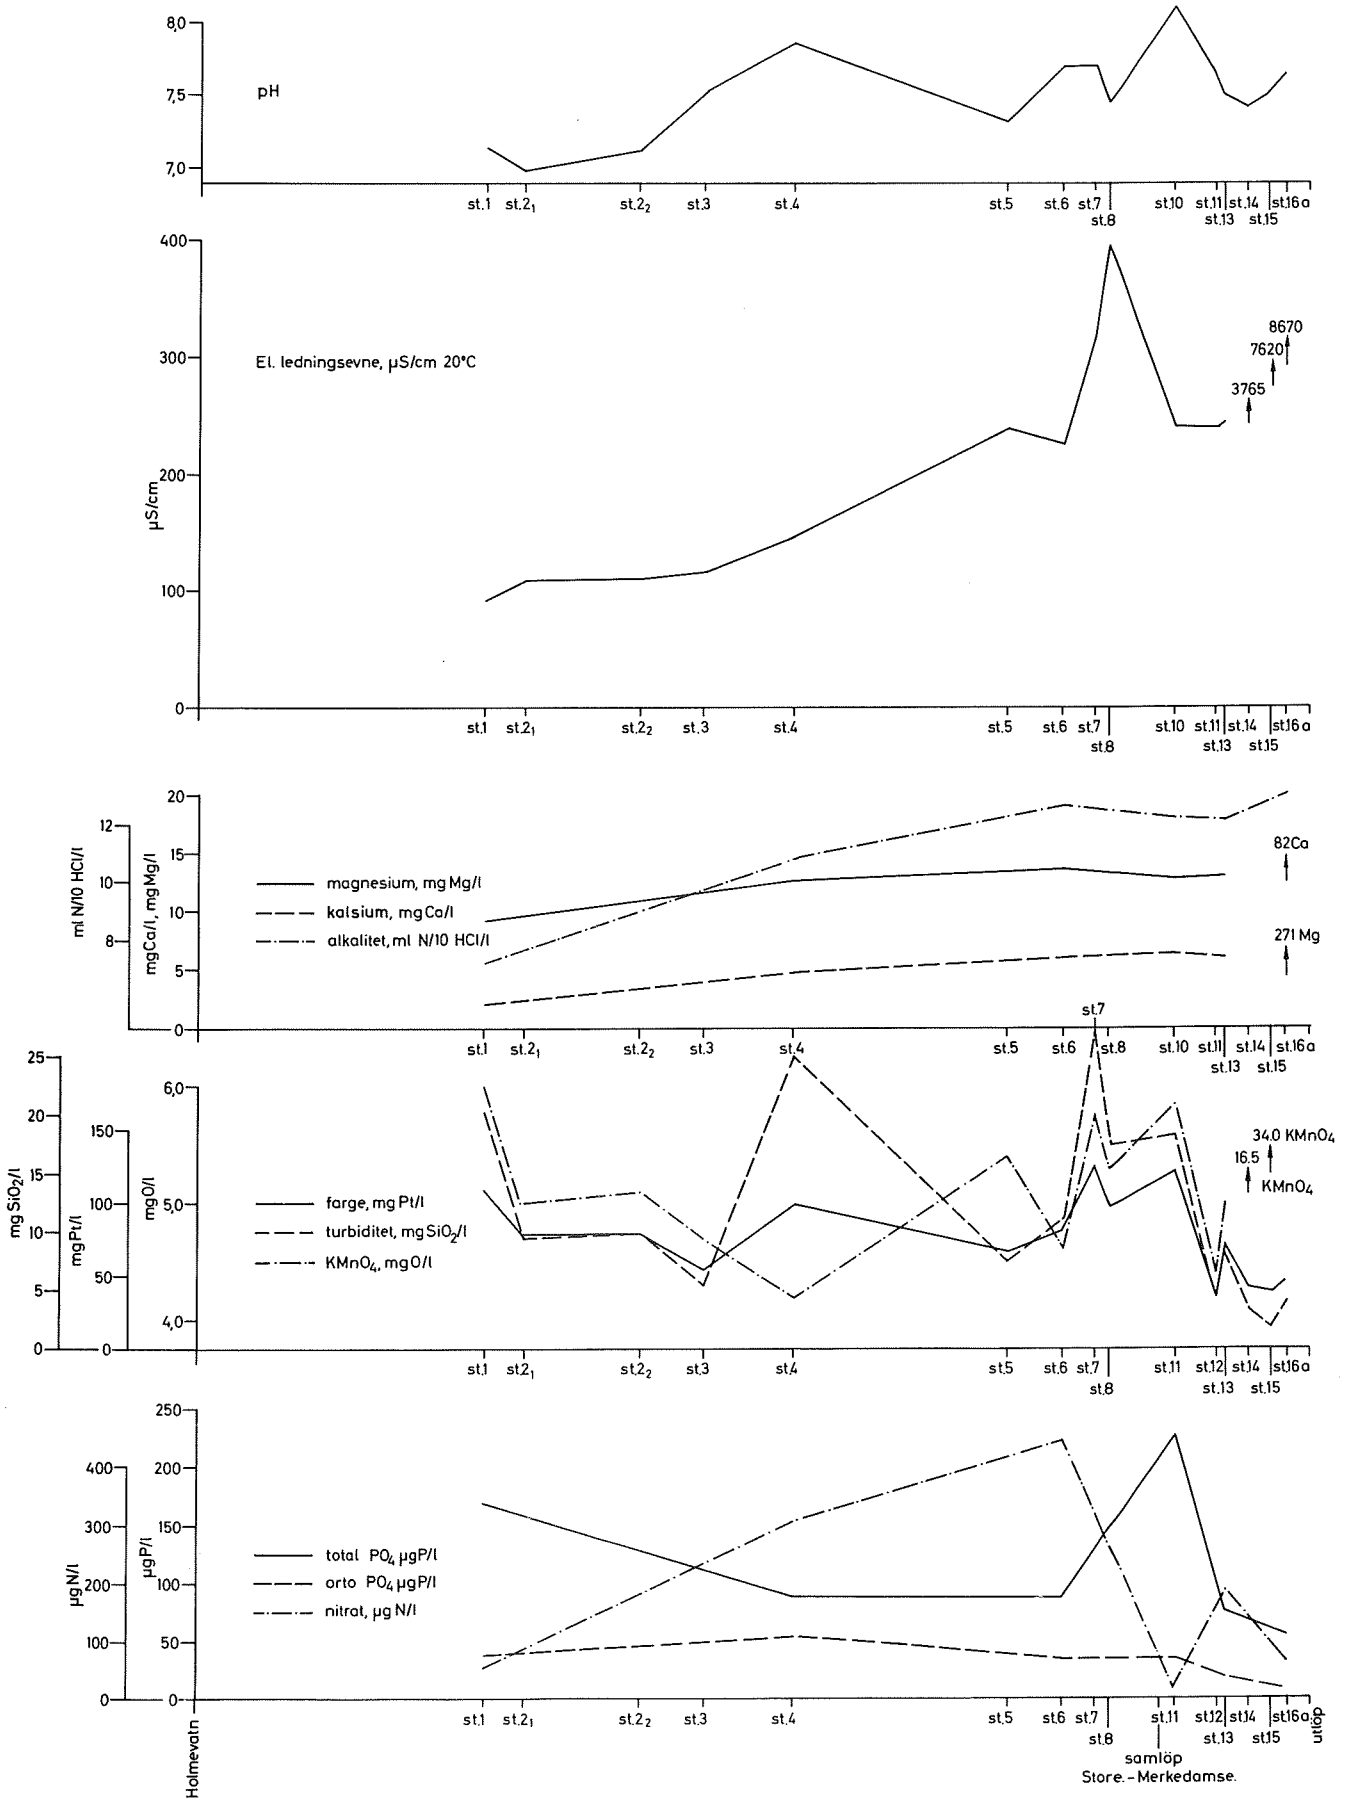 8,0
7,5
7,0
pH
st.1 st.2₁ st.2₂ st.3 st.4 st.5 st.6 st.7 st.10 st.11 st.14 st.16a
st.8 st.13 st.15
400
300
200
100
0
µS/cm
El. ledningsevne, µS/cm 20°C
3765
7620
8670
st.1 st.2₁ st.2₂ st.3 st.4 st.5 st.6 st.7 st.10 st.11 st.14 st.16a
st.8 st.13 st.15
12
10
8
ml N/10 HCl/l
20
15
10
5
0
mgCa/l, mgMg/l
magnesium, mg Mg/l
kalsium, mg Ca/l
alkalitet, ml N/10 HCl/l
82Ca
271 Mg
st.7
st.1 st.2₁ st.2₂ st.3 st.4 st.5 st.6 st.8 st.10 st.11 st.14 st.16a
st.13 st.15
25
20
15
10
5
0
mg SiO₂/l
150
100
50
0
mg Pt/l
6,0
5,0
4,0
mgO/l
farge, mg Pt/l
turbiditet, mg SiO₂/l
KMnO₄, mg O/l
34.0 KMnO₄
16.5
KMnO₄
st.1 st.2₁ st.2₂ st.3 st.4 st.5 st.6 st.7 st.11 st.12 st.14 st.16a
st.8 st.13 st.15
400
300
200
100
0
µg N/l
250
200
150
100
50
0
µgP/l
total PO₄ µgP/l
orto PO₄ µgP/l
nitrat, µg N/l
st.1 st.2₁ st.2₂ st.3 st.4 st.5 st.6 st.7 st.11 st.12 st.14 st.16a
st.8 st.13 st.15
Holmevatn
utløp
samlöp
Store.-Merkedamse.